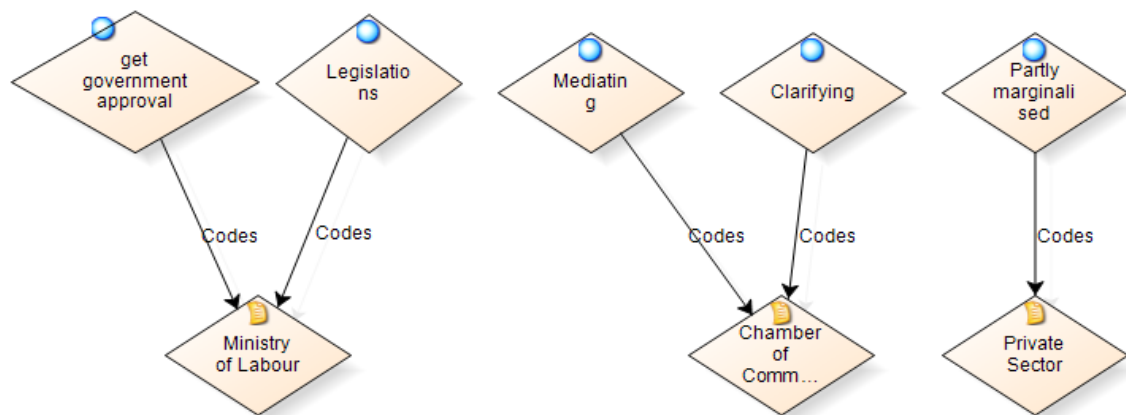 get
government
approval
Legislatio
ns
Mediatin
g
Clarifying
Partly
marginali
sed
Codes
Codes
Codes
Codes
Ministry
of Labour
Chamber
of
Comm...
Private
Sector